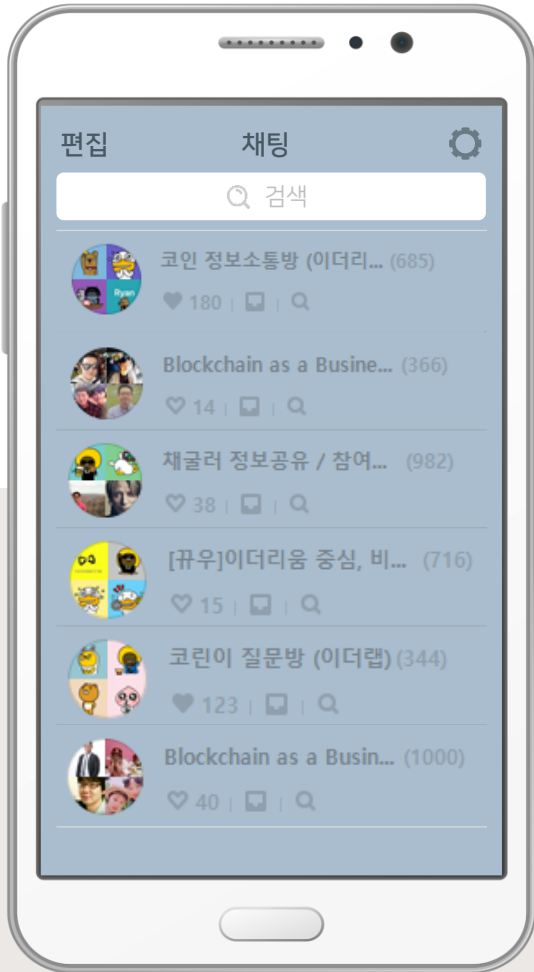 편집 채팅
검색
코인 정보소통방 (이더리... (685)
180
Ryan
Blockchain as a Busine... (366)
14
채굴러 정보공유 / 참여... (982)
38
[뀨우]이더리움 중심, 비... (716)
15
코린이 질문방 (이더랩) (344)
123
Blockchain as a Busin... (1000)
40